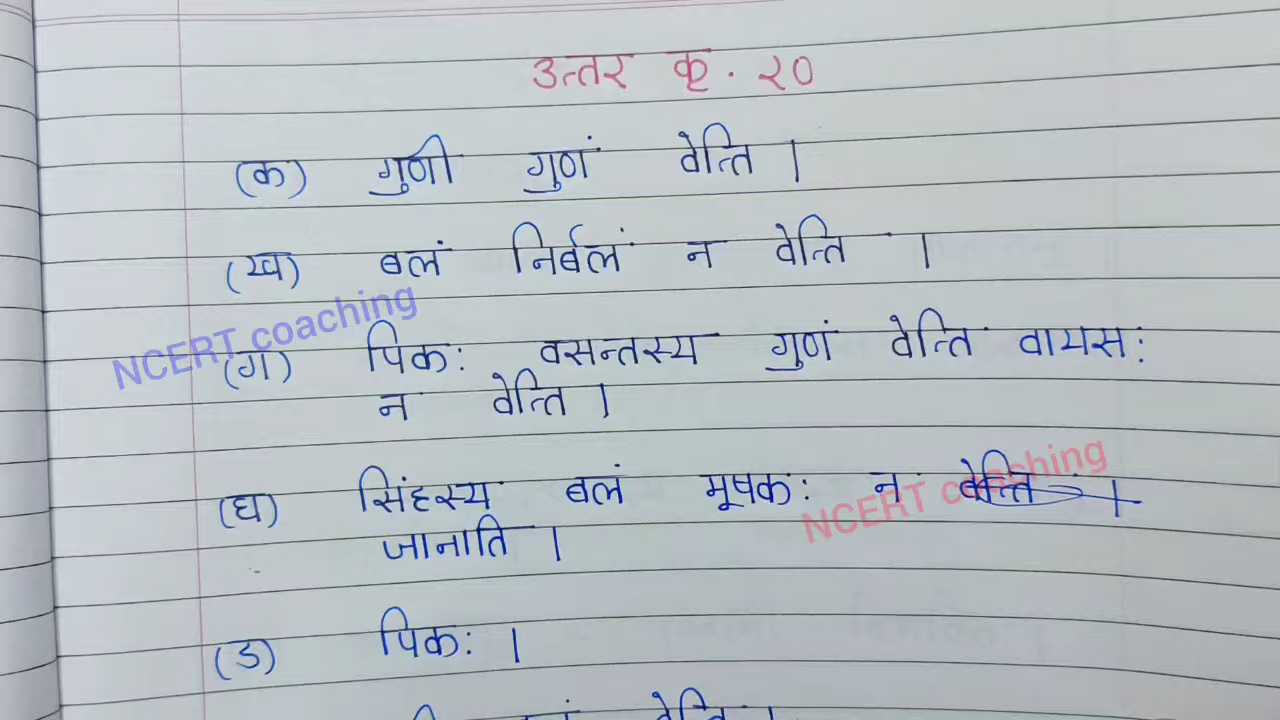 उत्तर कृ. २०
(क) गुणी गुणं वेत्ति ।
(ख) बलं निर्बलं न वेत्ति ।
NCERT coaching
(ग) पिक: वसन्तस्य गुणं वेत्ति वायस:
न वेत्ति ।
(घ) सिंहस्य बलं मूषक: न वेत्ति ।
NCERT coaching
जानाति ।
(ड) पिक: ।
वेत्ति ।